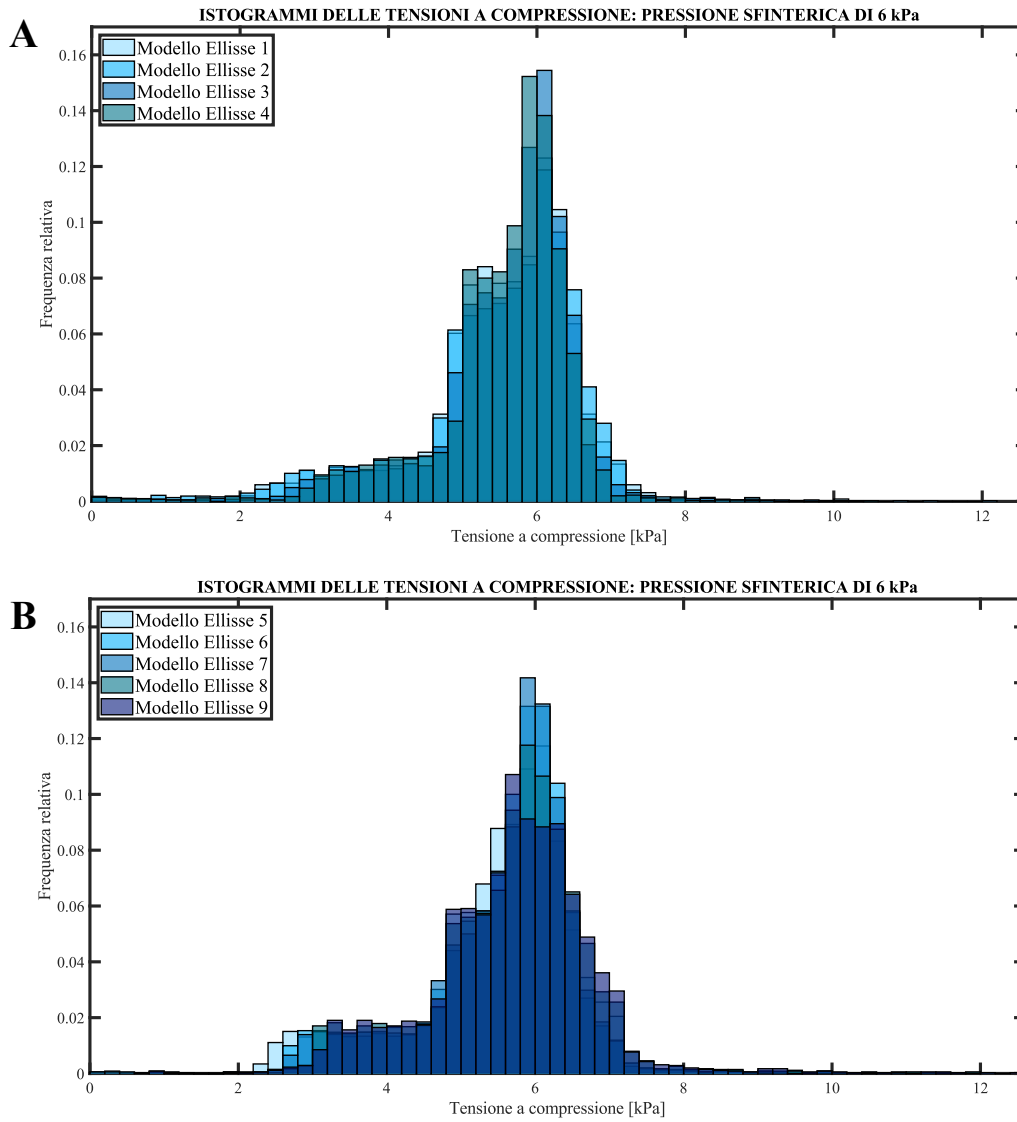 A
ISTOGRAMMI DELLE TENSIONI A COMPRESSIONE: PRESSIONE SFINTERICA DI 6 kPa
Modello Ellisse 1
Modello Ellisse 2
Modello Ellisse 3
Modello Ellisse 4
0.16
0.14
0.12
0.1
0.08
0.06
0.04
0.02
0
Frequenza relativa
0 2 4 6 8 10 12
Tensione a compressione [kPa]
B
ISTOGRAMMI DELLE TENSIONI A COMPRESSIONE: PRESSIONE SFINTERICA DI 6 kPa
Modello Ellisse 5
Modello Ellisse 6
Modello Ellisse 7
Modello Ellisse 8
Modello Ellisse 9
0.16
0.14
0.12
0.1
0.08
0.06
0.04
0.02
0
Frequenza relativa
0 2 4 6 8 10 12
Tensione a compressione [kPa]